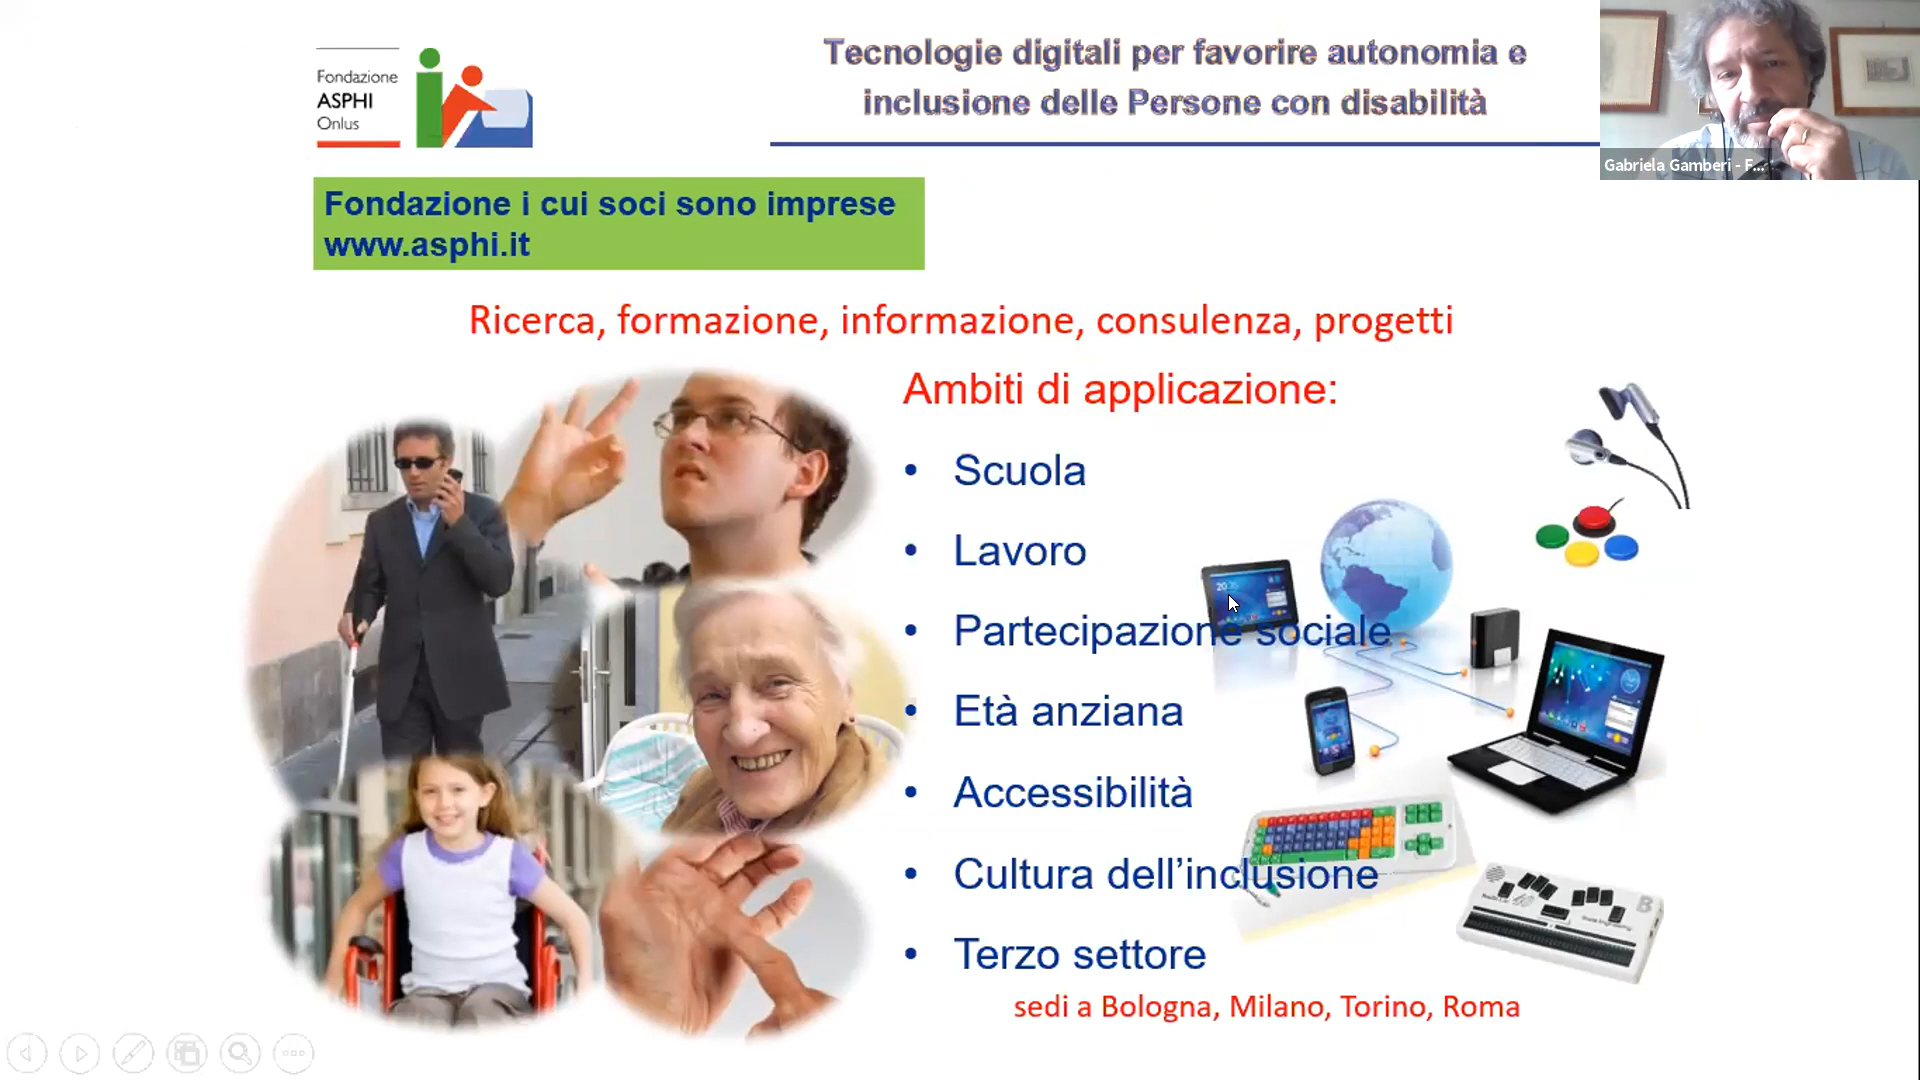 Fondazione
ASPHI
Onlus
Tecnologie digitali per favorire autonomia e
inclusione delle Persone con disabilità
Gabriela Gamberi - F...
Fondazione i cui soci sono imprese
www.asphi.it
Ricerca, formazione, informazione, consulenza, progetti
Ambiti di applicazione:
• Scuola
• Lavoro
• Partecipazione sociale
• Età anziana
• Accessibilità
• Cultura dell’inclusione
• Terzo settore
sedi a Bologna, Milano, Torino, Roma